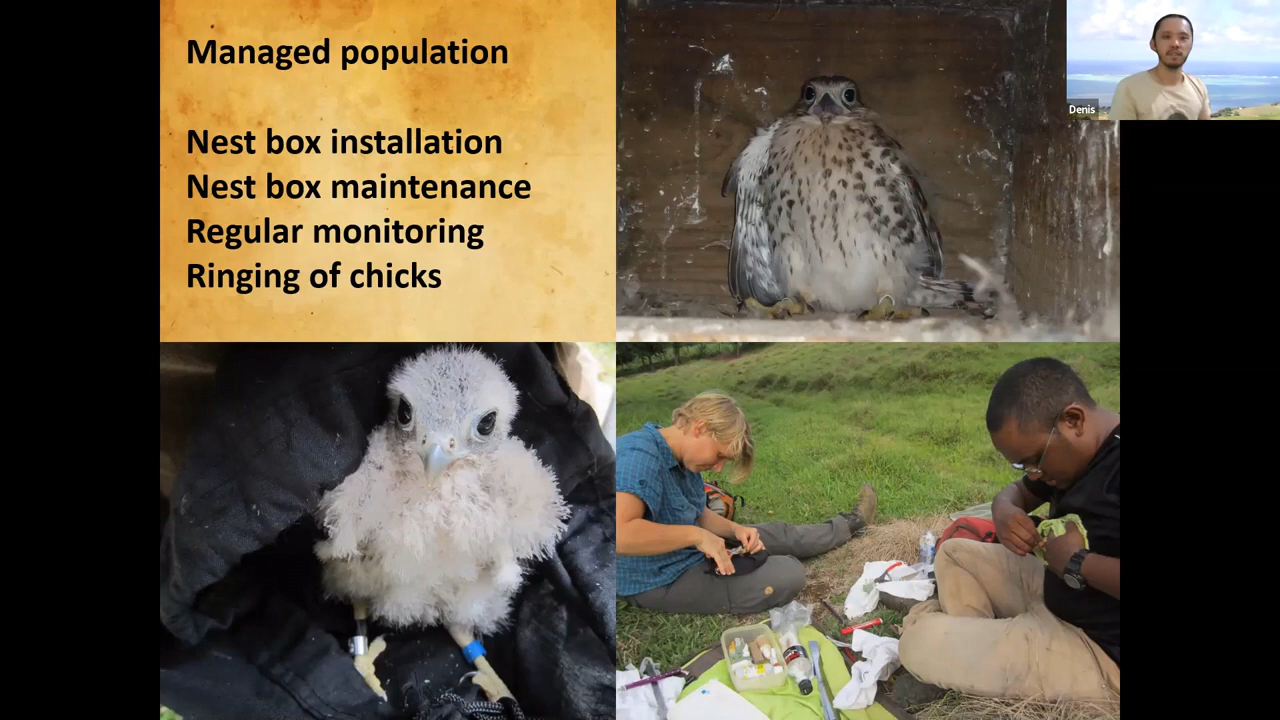 Managed population
Nest box installation
Nest box maintenance
Regular monitoring
Ringing of chicks
Denis